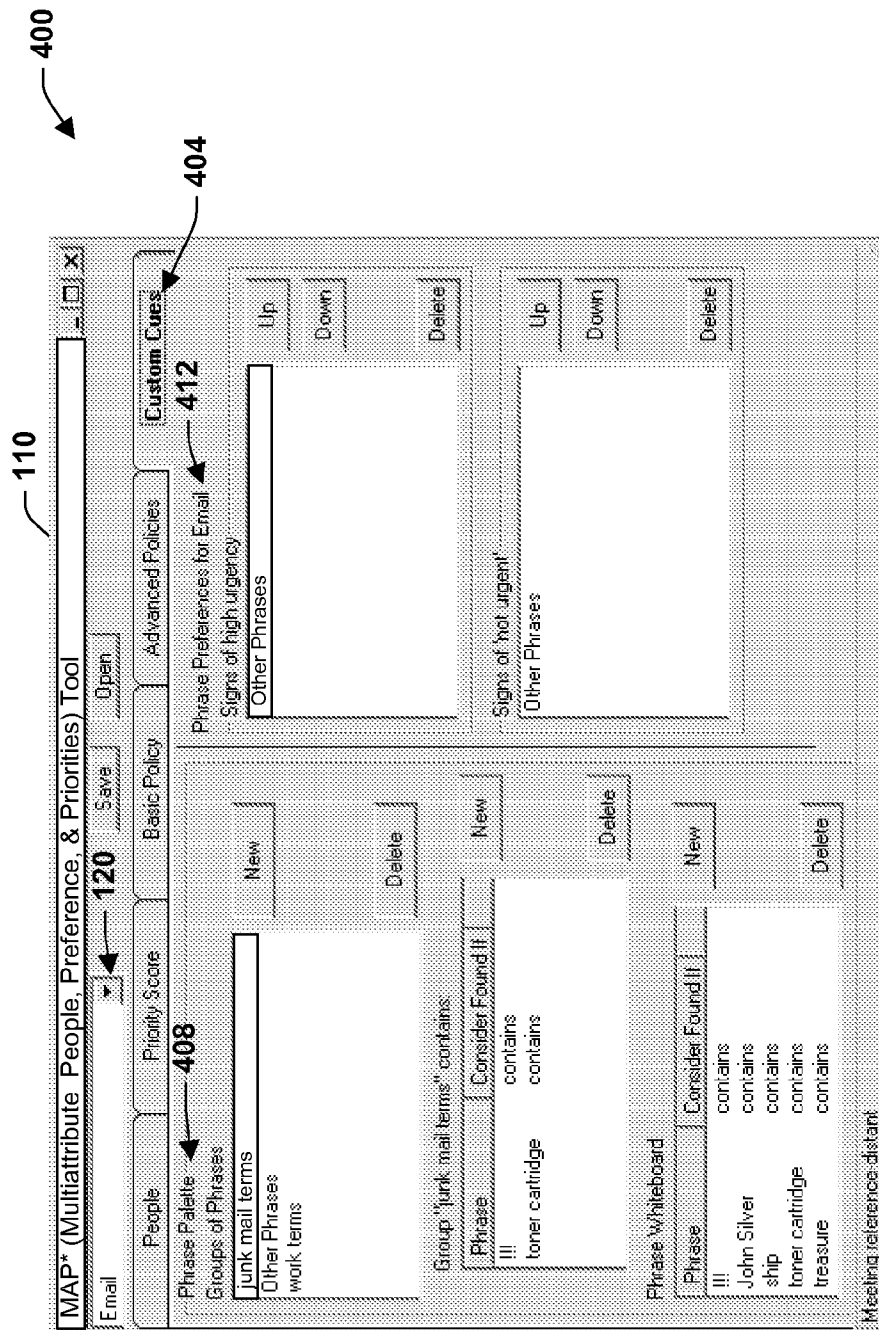 400
110
MAP* (Multiattribute People, Preference, & Priorities) Tool
Email
120
Save
Open
People
Priority Score
Basic Policy
Advanced Policies
Custom Cues
404
Phrase Palette
408
Groups of Phrases
junk mail terms
Other Phrases
work terms
New
Delete
Group "junk mail terms" contains
Phrase
Consider Found If
!!!
contains
toner cartridge
contains
New
Delete
Phrase Whiteboard
Phrase
Consider Found If
!!!
contains
John Silver
contains
ship
contains
toner cartridge
contains
treasure
contains
New
Delete
Meeting reference distant
Phrase Preferences for Email
412
Signs of high urgency
Other Phrases
Up
Down
Delete
Signs of 'not urgent'
Other Phrases
Up
Down
Delete